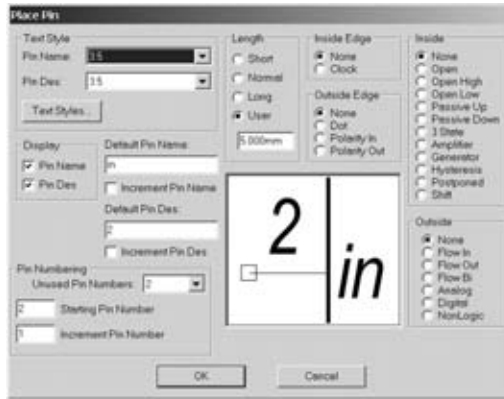 Place Pin
Text Style
Pin Name: 3.5
Pin Des: 3.5
Text Styles...
Display
Pin Name
Pin Des
Default Pin Name:
in
Increment Pin Name
Default Pin Des:
2
Increment Pin Des
Pin Numbering
Unused Pin Numbers: 2
2 Starting Pin Number
1 Increment Pin Number
Length
Short
Normal
Long
User
5.000mm
Inside Edge
None
Clock
Outside Edge
None
Dot
Polarity In
Polarity Out
2
in
Inside
None
Open
Open High
Open Low
Passive Up
Passive Down
3 State
Amplifier
Generator
Hysteresis
Postponed
Shift
Outside
None
Flow In
Flow Out
Flow Bi
Analog
Digital
NonLogic
OK
Cancel